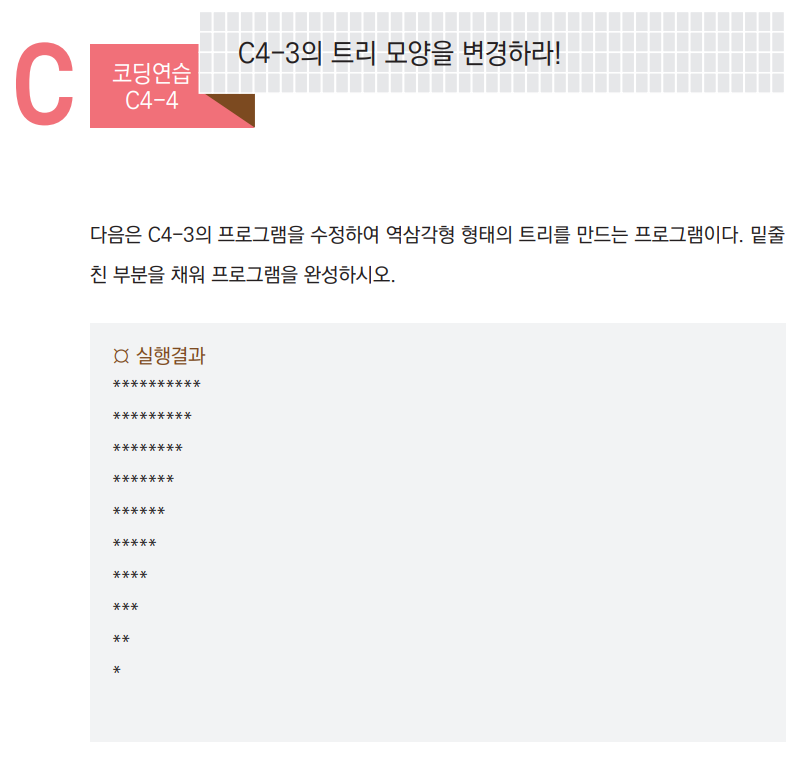 C
코딩연습
C4-4
C4-3의 트리 모양을 변경하라!
다음은 C4-3의 프로그램을 수정하여 역삼각형 형태의 트리를 만드는 프로그램이다. 밑줄
친 부분을 채워 프로그램을 완성하시오.
¤ 실행결과
**********
*********
********
*******
******
*****
****
***
**
*